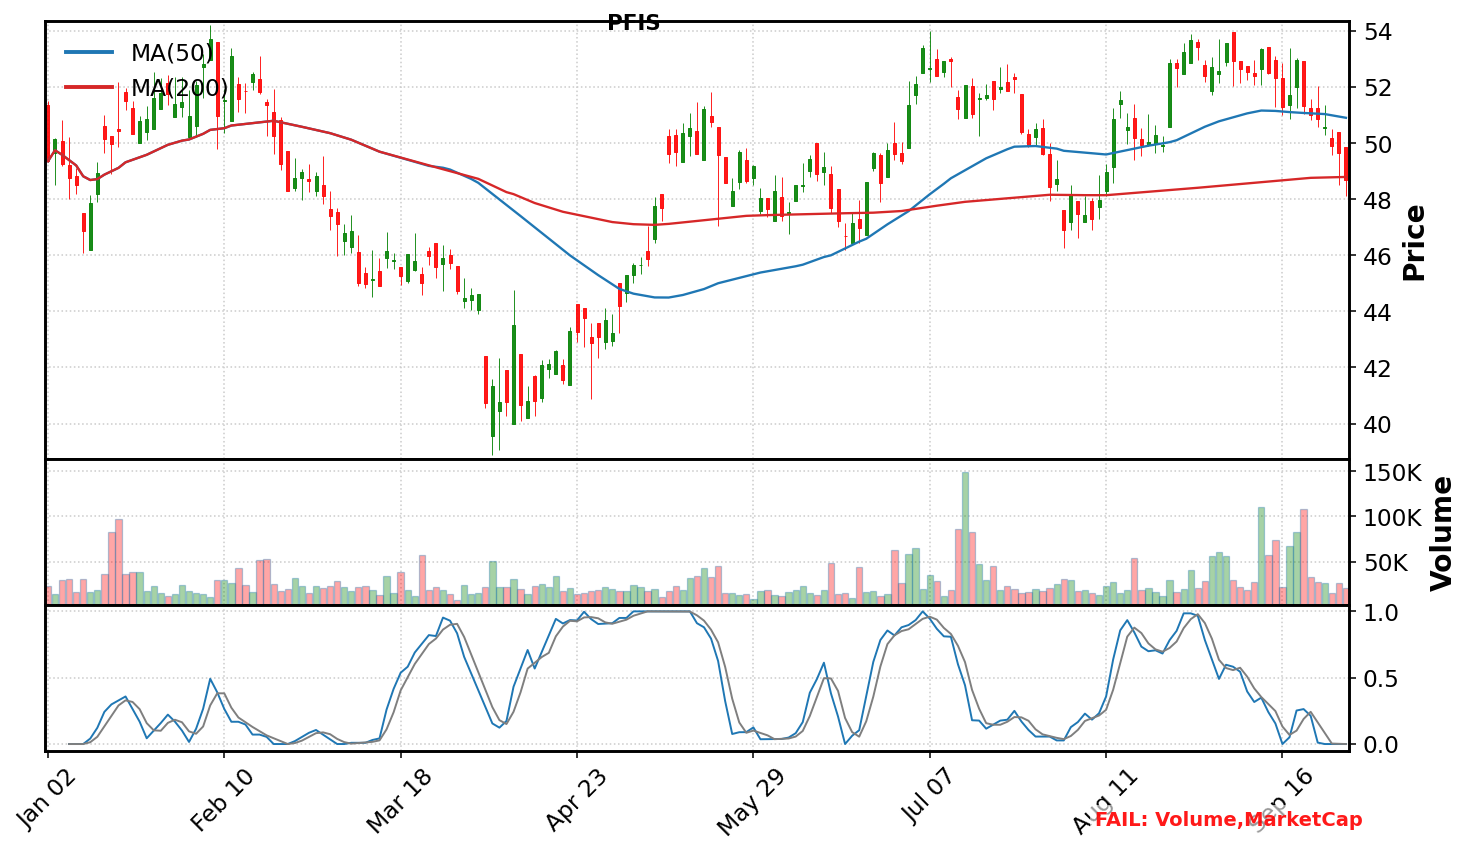 PFIS
MA(50)
MA(200)
54
52
50
48
46
44
42
40
Price
150K
100K
50K
Volume
1.0
0.5
0.0
Jan 02
Feb 10
Mar 18
Apr 23
May 29
Jul 07
Aug 11
Sep 16
FAIL: Volume,MarketCap